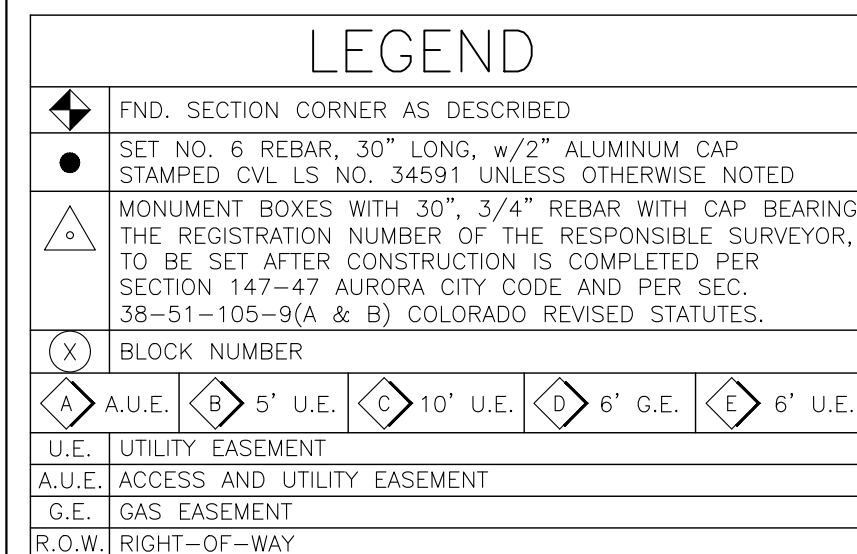 LEGEND
FND. SECTION CORNER AS DESCRIBED
SET NO. 6 REBAR, 30" LONG, w/2" ALUMINUM CAP
STAMPED CVL LS NO. 34591 UNLESS OTHERWISE NOTED
MONUMENT BOXES WITH 30", 3/4" REBAR WITH CAP BEARING
THE REGISTRATION NUMBER OF THE RESPONSIBLE SURVEYOR,
TO BE SET AFTER CONSTRUCTION IS COMPLETED PER
SECTION 147-47 AURORA CITY CODE AND PER SEC.
38-51-105-9(A & B) COLORADO REVISED STATUTES.
X BLOCK NUMBER
A A.U.E. B 5' U.E. C 10' U.E. D 6' G.E. E 6' U.E.
U.E. UTILITY EASEMENT
A.U.E. ACCESS AND UTILITY EASEMENT
G.E. GAS EASEMENT
R.O.W. RIGHT-OF-WAY